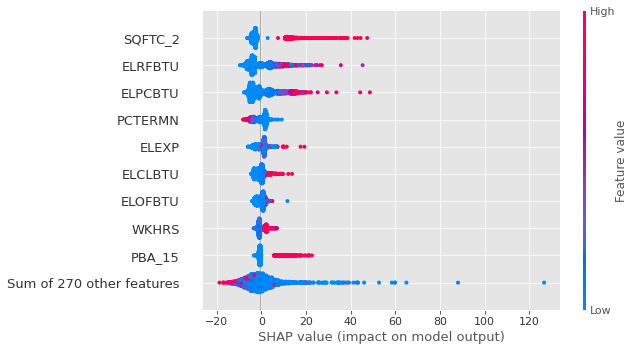 High
SQFTC_2
ELRFBTU
ELPCBTU
PCTERMN
ELEXP
ELCLBTU
ELOFBTU
WKHRS
PBA_15
Sum of 270 other features
Feature value
Low
−20 0 20 40 60 80 100 120
SHAP value (impact on model output)